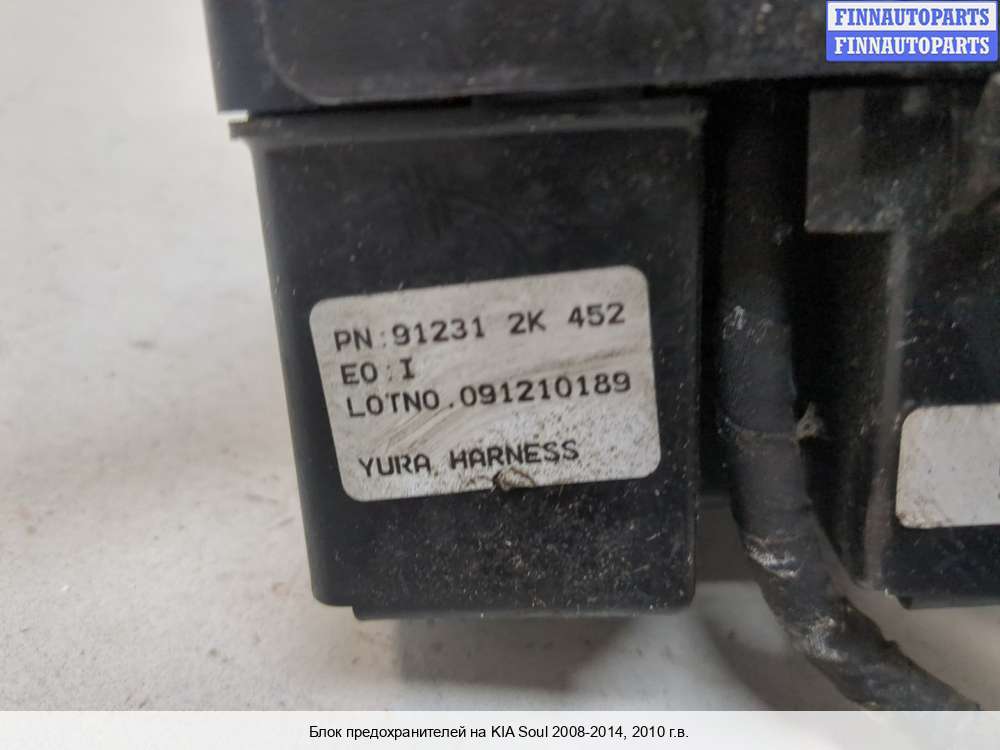 FINNAUTOPARTS
FINNAUTOPARTS
PN:91231 2K 452
EO:I
LOTNO.091210189
YURA HARNESS
Блок предохранителей на KIA Soul 2008-2014, 2010 г.в.